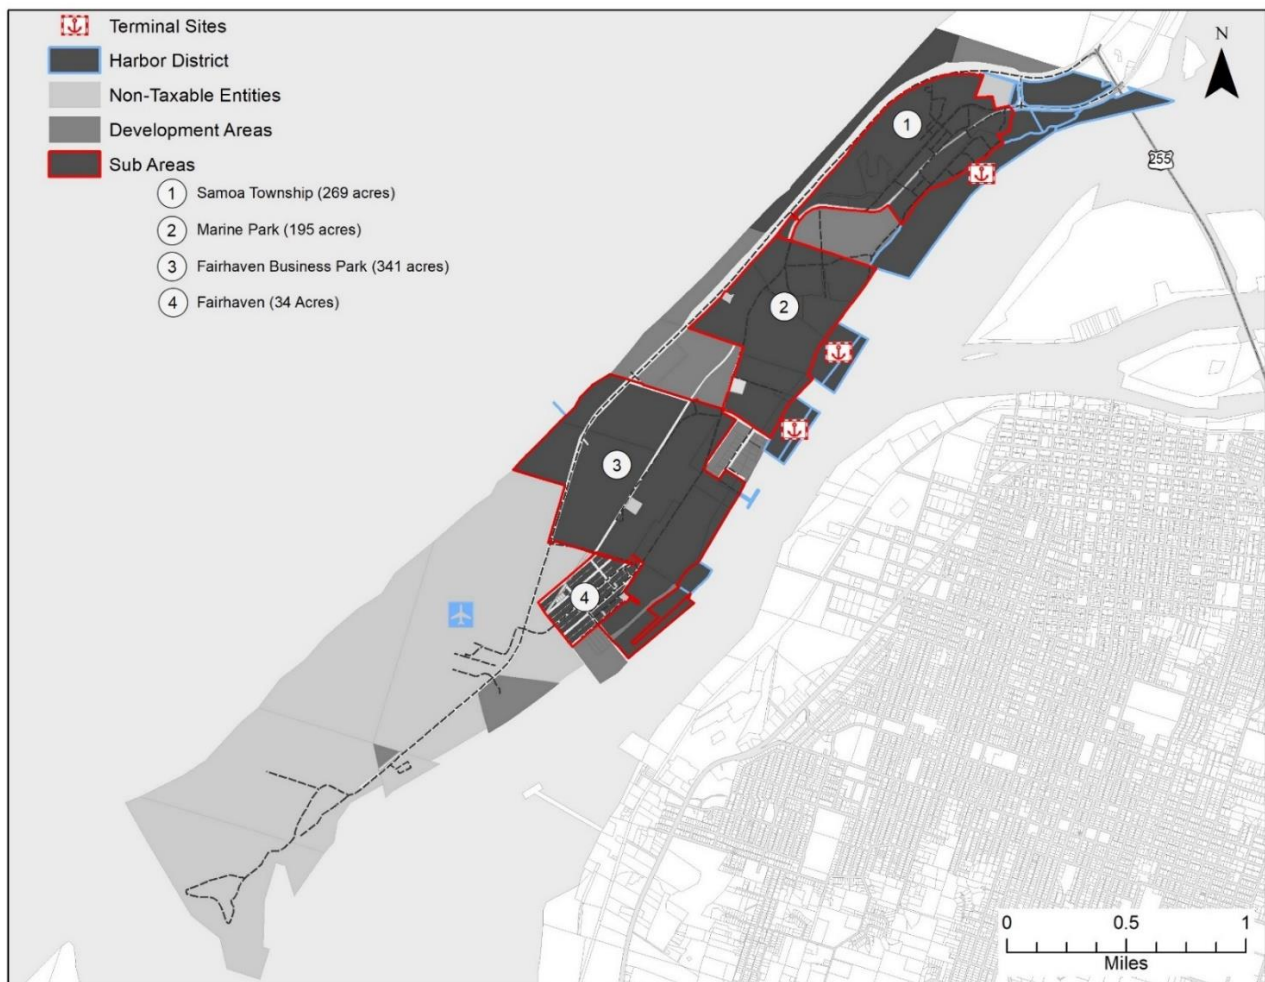 Terminal Sites
Harbor District
Non-Taxable Entities
Development Areas
Sub Areas
1 Samoa Township (269 acres)
2 Marine Park (195 acres)
3 Fairhaven Business Park (341 acres)
4 Fairhaven (34 Acres)
N
1
255
2
3
4
0 0.5 1
Miles